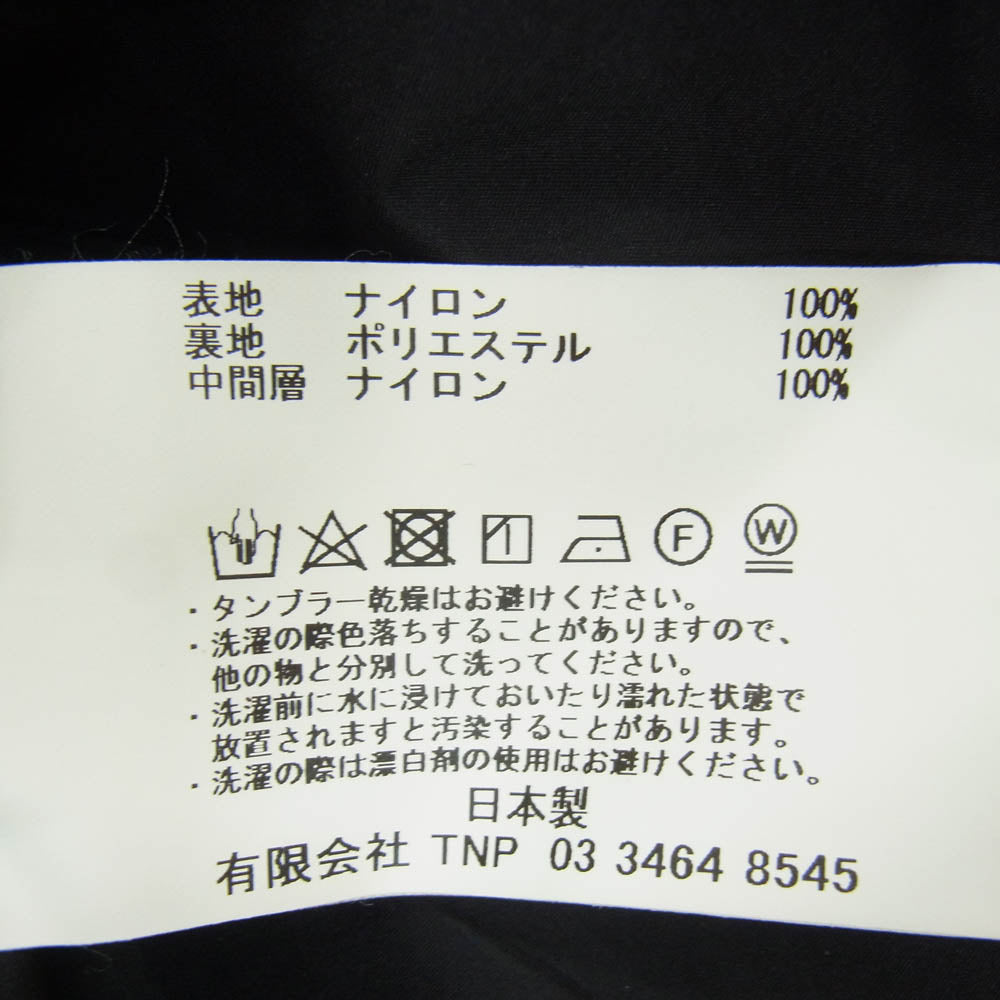 表地 ナイロン 100%
裏地 ポリエステル 100%
中間層 ナイロン 100%
F W
・タンブラー乾燥はお避けください。
・洗濯の際色落ちすることがありますので、
他の物と分別して洗ってください。
・洗濯前に水に浸けておいたり濡れた状態で
放置されますと汚染することがあります。
・洗濯の際は漂白剤の使用はお避けください。
日本製
有限会社 TNP 03 3464 8545